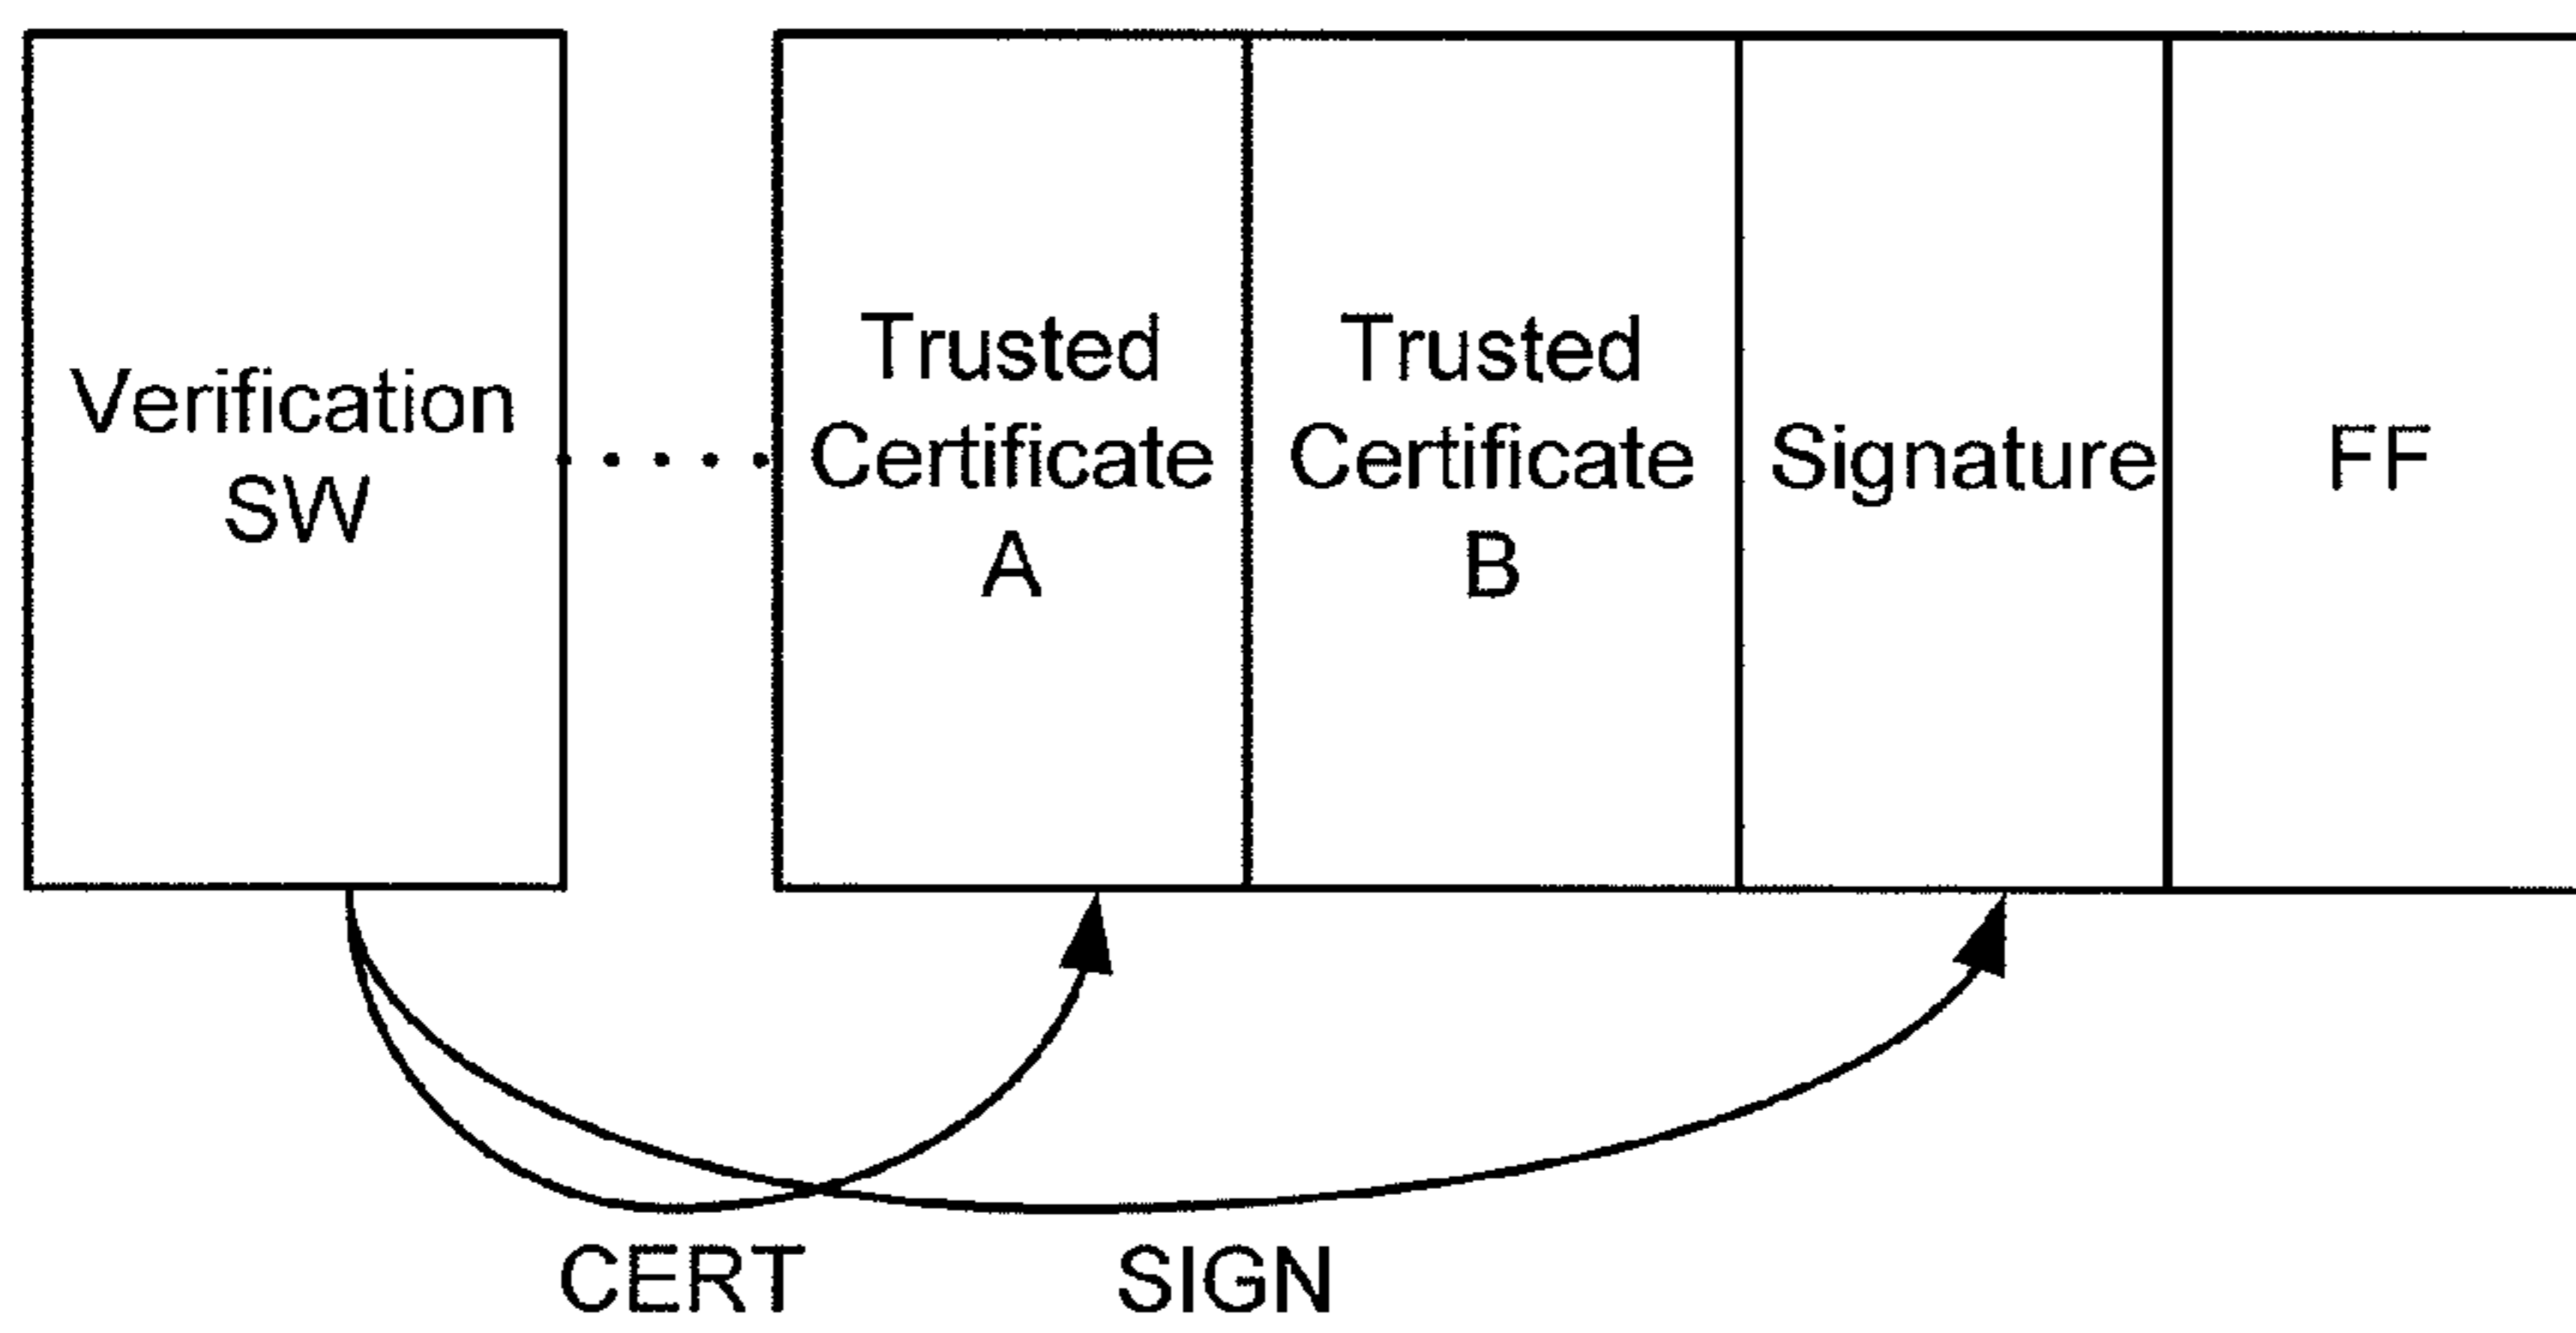 Verification
SW
Trusted
Certificate
A
Trusted
Certificate
B
Signature
FF
CERT
SIGN